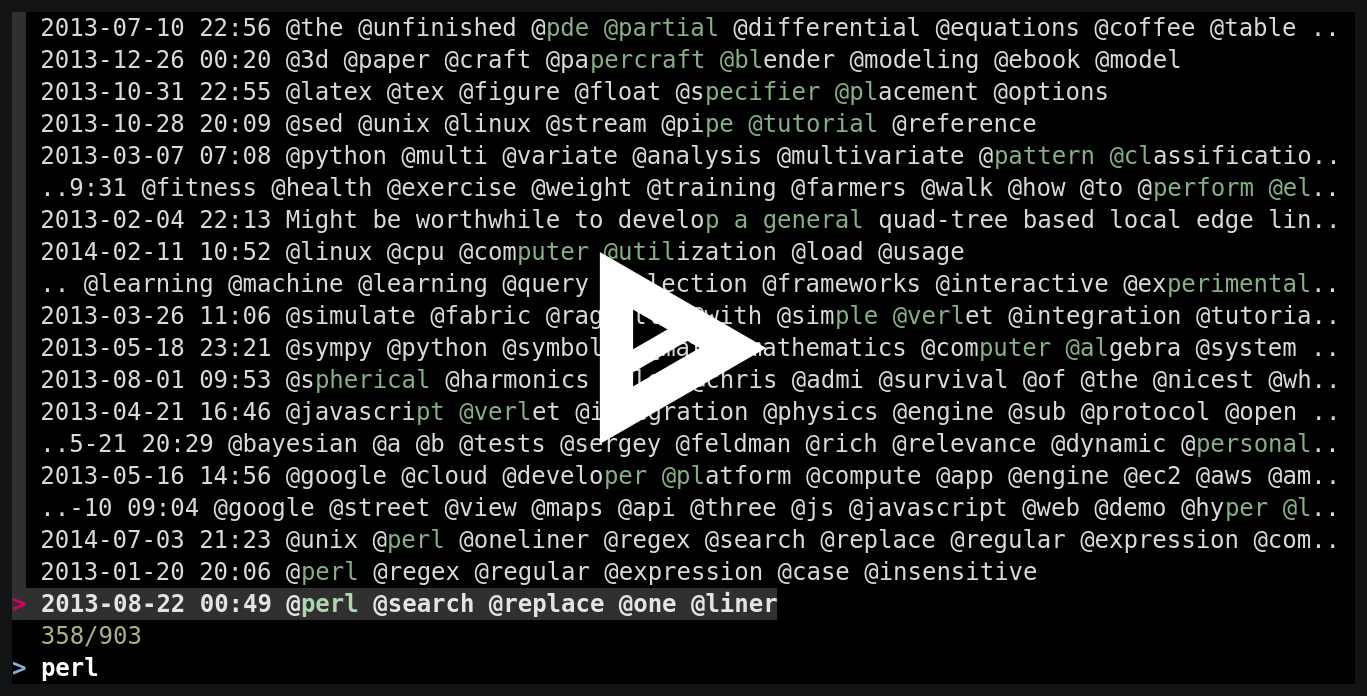 2013-07-10 22:56 @the @unfinished @pde @partial @differential @equations @coffee @table ..
2013-12-26 00:20 @3d @paper @craft @papercraft @blender @modeling @ebook @model
2013-10-31 22:55 @latex @tex @figure @float @specifier @placement @options
2013-10-28 20:09 @sed @unix @linux @stream @pipe @tutorial @reference
2013-03-07 07:08 @python @multi @variate @analysis @multivariate @pattern @classificatio..
..9:31 @fitness @health @exercise @weight @training @farmers @walk @how @to @perform @el..
2013-02-04 22:13 Might be worthwhile to develop a general quad-tree based local edge lin..
2014-02-11 10:52 @linux @cpu @computer @utilization @load @usage
.. @learning @machine @learning @query @frameworks @interactive @experimental..
2013-03-26 11:06 @simulate @fabric @with @simple @verlet @integration @tutoria..
2013-05-18 23:21 @sympy @python @mathematics @computer @algebra @system ..
2013-08-01 09:53 @spherical @harmonics @chris @admi @survival @of @the @nicest @wh..
2013-04-21 16:46 @javascript @verlet @integration @physics @engine @sub @protocol @open ..
..5-21 20:29 @bayesian @a @b @tests @sergey @feldman @rich @relevance @dynamic @personal..
2013-05-16 14:56 @google @cloud @developer @platform @compute @app @engine @ec2 @aws @am..
..-10 09:04 @google @street @view @maps @api @three @js @javascript @web @demo @hyper @l..
2014-07-03 21:23 @unix @perl @oneliner @regex @search @replace @regular @expression @com..
2013-01-20 20:06 @perl @regex @regular @expression @case @insensitive
> 2013-08-22 00:49 @perl @search @replace @one @liner
358/903
> perl